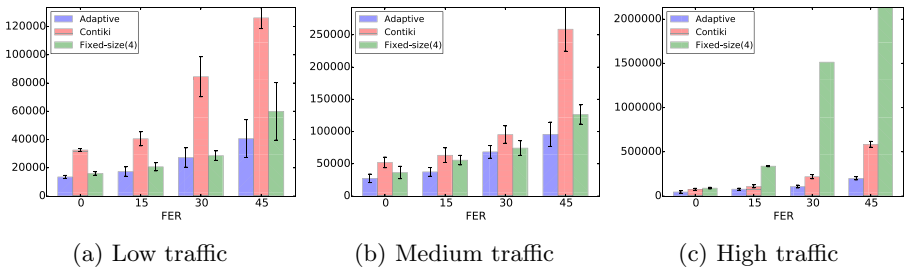 Adaptive
Contiki
Fixed-size(4)
120000
100000
80000
60000
40000
20000
0
0 15 30 45
FER
(a) Low traffic
Adaptive
Contiki
Fixed-size(4)
250000
200000
150000
100000
50000
0
0 15 30 45
FER
(b) Medium traffic
Adaptive
Contiki
Fixed-size(4)
2000000
1500000
1000000
500000
0
0 15 30 45
FER
(c) High traffic